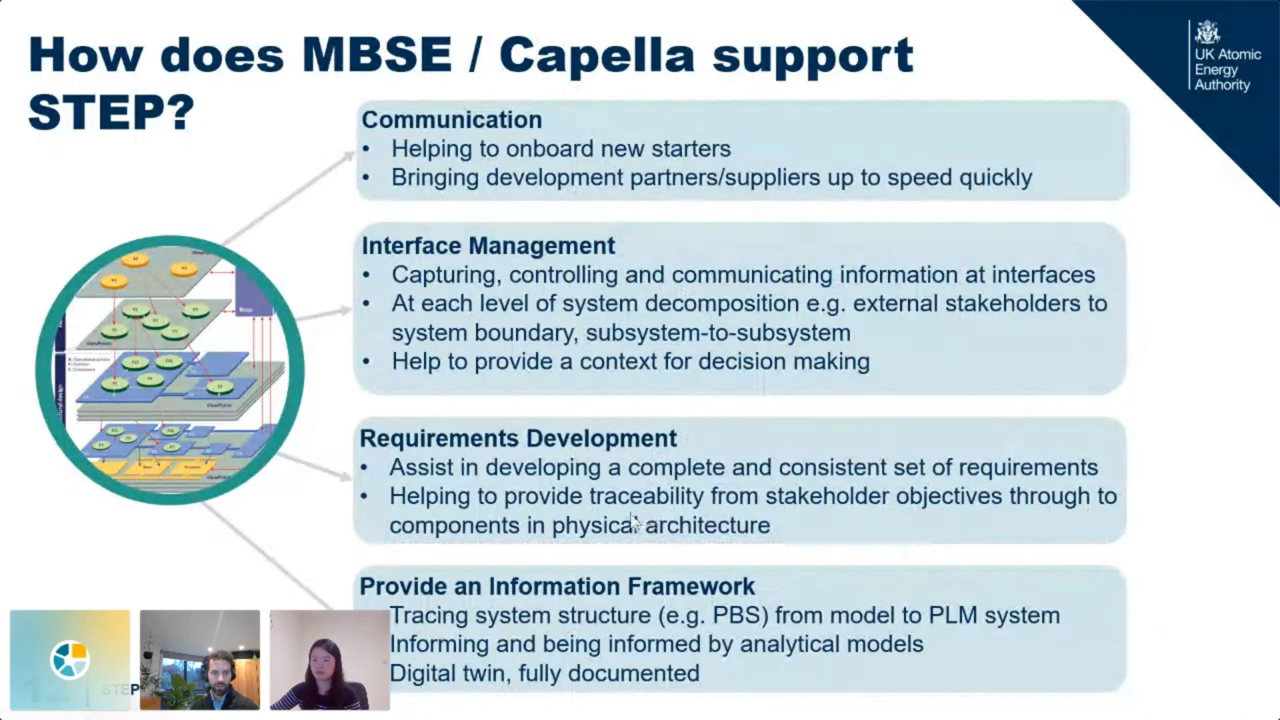 How does MBSE / Capella support
STEP?
UK Atomic
Energy
Authority
Communication
• Helping to onboard new starters
• Bringing development partners/suppliers up to speed quickly
Interface Management
• Capturing, controlling and communicating information at interfaces
• At each level of system decomposition e.g. external stakeholders to
system boundary, subsystem-to-subsystem
• Help to provide a context for decision making
Requirements Development
• Assist in developing a complete and consistent set of requirements
• Helping to provide traceability from stakeholder objectives through to
components in physical architecture
Provide an Information Framework
Tracing system structure (e.g. PBS) from model to PLM system
Informing and being informed by analytical models
Digital twin, fully documented
STEP